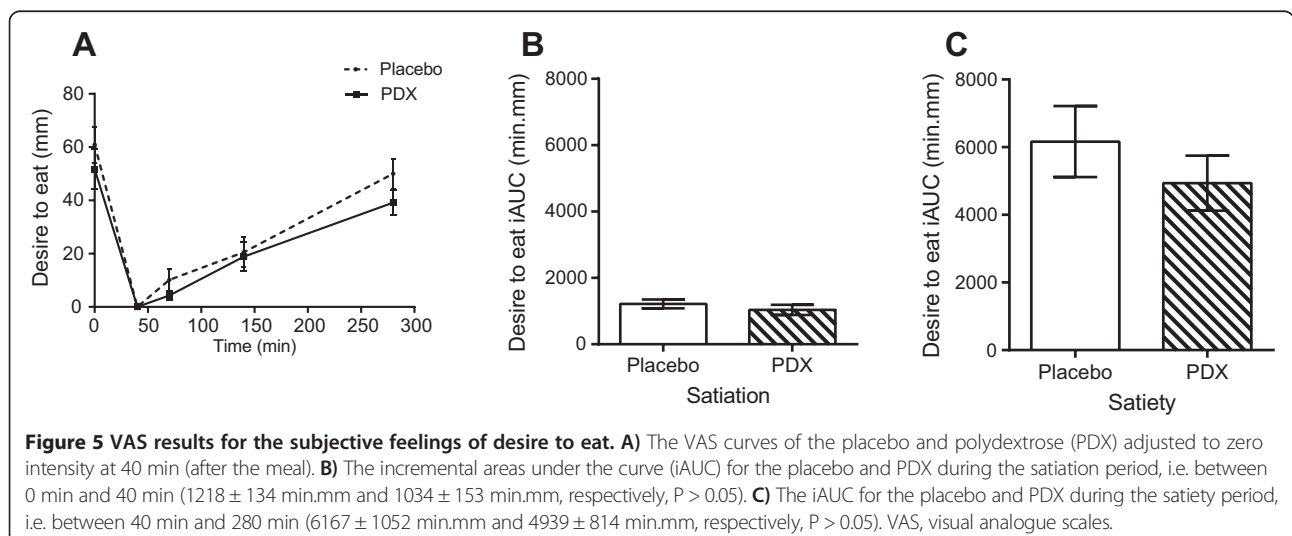 A
Placebo
PDX
80
60
40
20
0
Desire to eat (mm)
0 50 100 150 200 250 300
Time (min)
B
8000
6000
4000
2000
0
Desire to eat iAUC (min.mm)
Placebo PDX
Satiation
C
8000
6000
4000
2000
0
Desire to eat iAUC (min.mm)
Placebo PDX
Satiety
Figure 5 VAS results for the subjective feelings of desire to eat. A) The VAS curves of the placebo and polydextrose (PDX) adjusted to zero
intensity at 40 min (after the meal). B) The incremental areas under the curve (iAUC) for the placebo and PDX during the satiation period, i.e. between
0 min and 40 min (1218 ± 134 min.mm and 1034 ± 153 min.mm, respectively, P > 0.05). C) The iAUC for the placebo and PDX during the satiety period,
i.e. between 40 min and 280 min (6167 ± 1052 min.mm and 4939 ± 814 min.mm, respectively, P > 0.05). VAS, visual analogue scales.